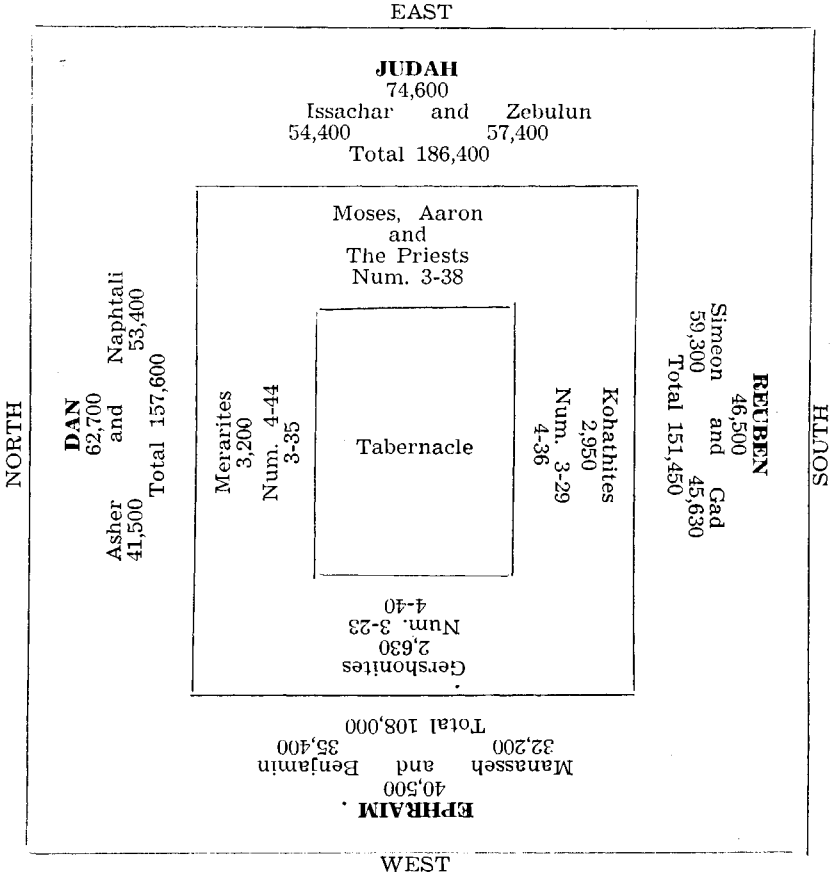 EAST
JUDAH
74,600
Issachar and Zebulun
54,400 57,400
Total 186,400
Moses, Aaron
and
The Priests
Num. 3-38
NORTH
DAN
62,700
Asher and Naphtali
41,500 53,400
Total 157,600
Merarites
3,200
Num. 4-44
3-35
Tabernacle
Kohathites
2,950
Num. 3-29
4-36
REUBEN
46,500
Simeon and Gad
59,300 45,630
Total 151,450
SOUTH
Gershonites
2,630
Num. 3-23
4-40
EPHRAIM
40,500
Manasseh and Benjamin
32,200 35,400
Total 108,000
WEST